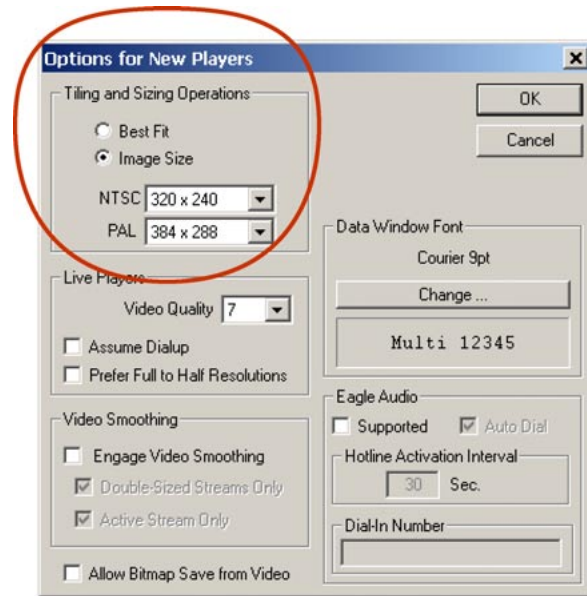 Options for New Players
Tiling and Sizing Operations
Best Fit
Image Size
NTSC 320 x 240
PAL 384 x 288
Live Players
Video Quality 7
Assume Dialup
Prefer Full to Half Resolutions
Video Smoothing
Engage Video Smoothing
Double-Sized Streams Only
Active Stream Only
Allow Bitmap Save from Video
OK
Cancel
Data Window Font
Courier 9pt
Change ...
Multi 12345
Eagle Audio
Supported Auto Dial
Hotline Activation Interval
30 Sec.
Dial-In Number